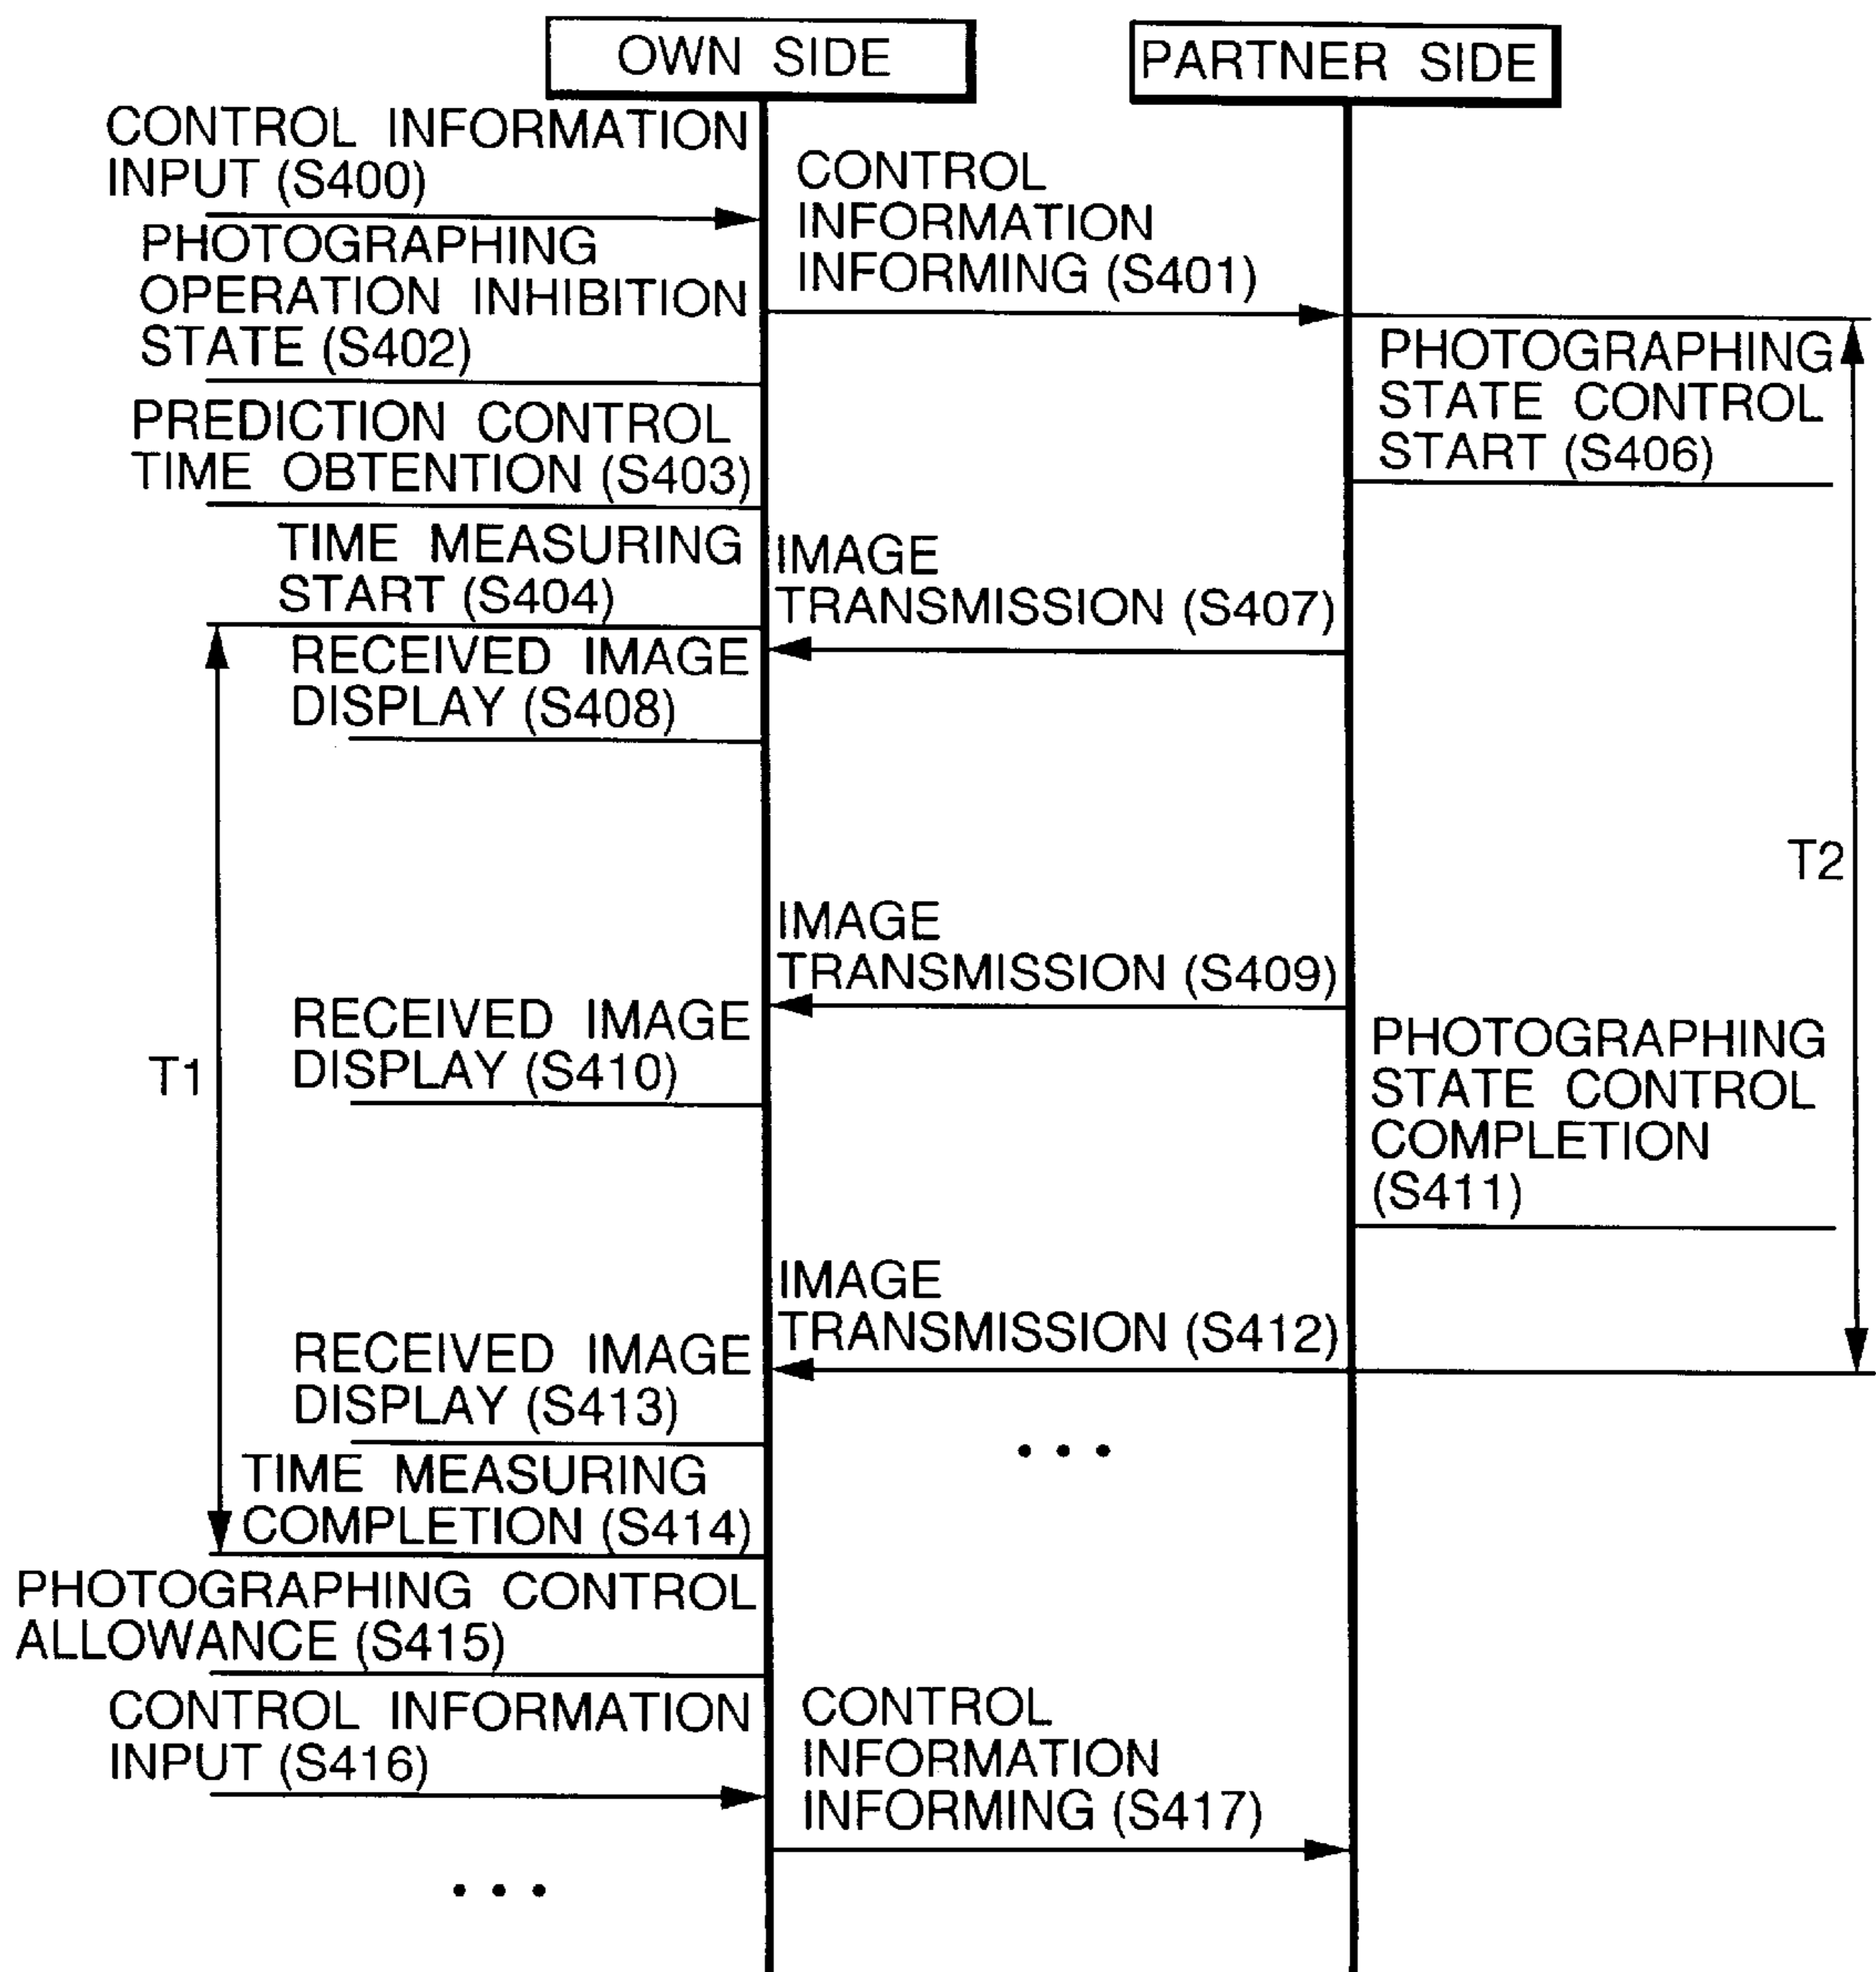 OWN SIDE
PARTNER SIDE
CONTROL INFORMATION
INPUT (S400)
CONTROL
INFORMATION
INFORMING (S401)
PHOTOGRAPHING
OPERATION INHIBITION
STATE (S402)
PHOTOGRAPHING
STATE CONTROL
START (S406)
PREDICTION CONTROL
TIME OBTENTION (S403)
TIME MEASURING
START (S404)
IMAGE
TRANSMISSION (S407)
RECEIVED IMAGE
DISPLAY (S408)
T2
IMAGE
TRANSMISSION (S409)
RECEIVED IMAGE
DISPLAY (S410)
T1
PHOTOGRAPHING
STATE CONTROL
COMPLETION
(S411)
IMAGE
TRANSMISSION (S412)
RECEIVED IMAGE
DISPLAY (S413)
• • •
TIME MEASURING
COMPLETION (S414)
PHOTOGRAPHING CONTROL
ALLOWANCE (S415)
CONTROL INFORMATION
INPUT (S416)
CONTROL
INFORMATION
INFORMING (S417)
• • •